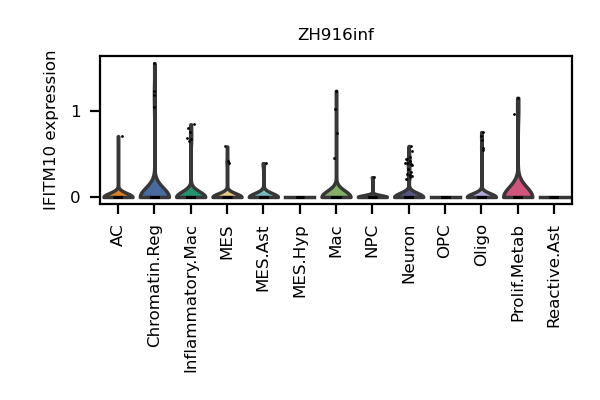 ZH916inf
IFITM10 expression
1
0
AC
Chromatin.Reg
Inflammatory.Mac
MES
MES.Ast
MES.Hyp
Mac
NPC
Neuron
OPC
Oligo
Prolif.Metab
Reactive.Ast